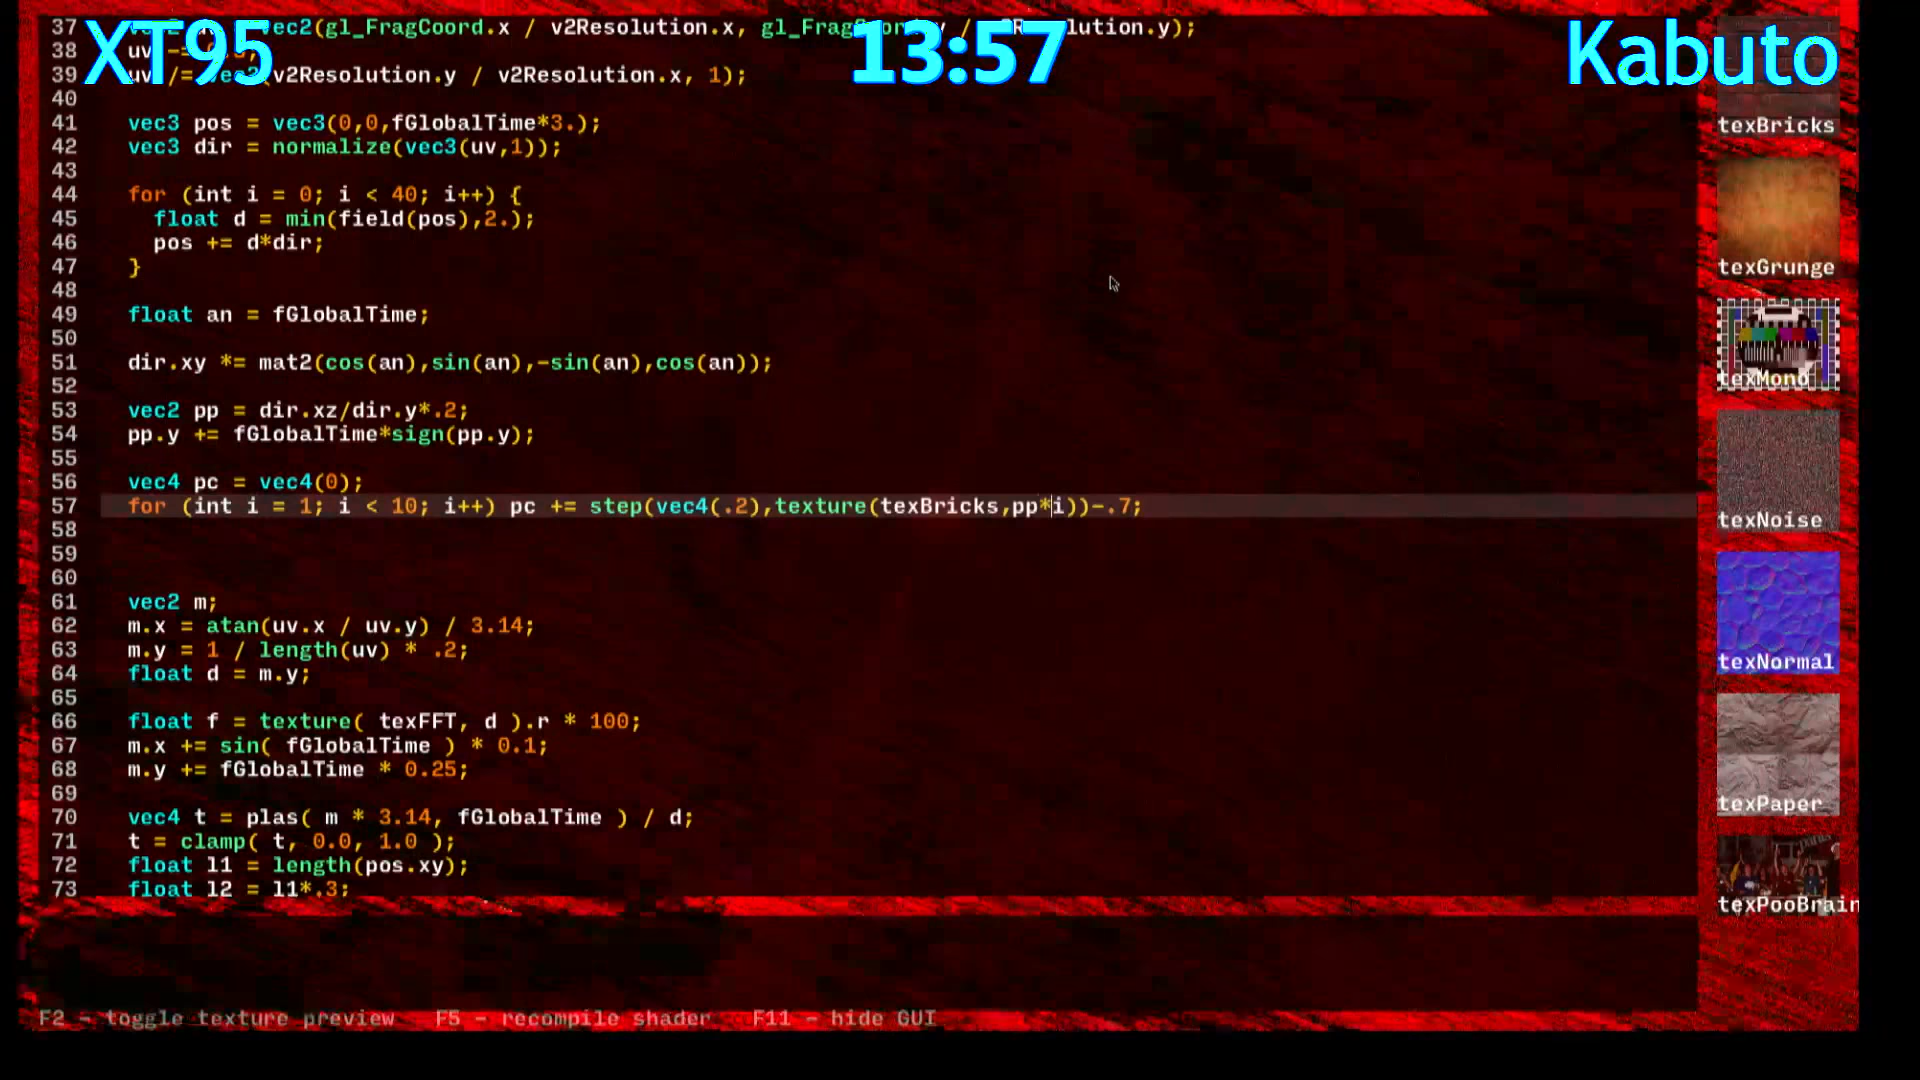 XT95
13:57
Kabuto
37 vec2(gl_FragCoord.x / v2Resolution.x, gl_FragCoord.y / v2Resolution.y);
38 uv -=
39 uv /= vec2(v2Resolution.y / v2Resolution.x, 1);
40
41 vec3 pos = vec3(0,0,fGlobalTime*3.);
42 vec3 dir = normalize(vec3(uv,1));
43
44 for (int i = 0; i < 40; i++) {
45 float d = min(field(pos),2.);
46 pos += d*dir;
47 }
48
49 float an = fGlobalTime;
50
51 dir.xy *= mat2(cos(an),sin(an),-sin(an),cos(an));
52
53 vec2 pp = dir.xz/dir.y*.2;
54 pp.y += fGlobalTime*sign(pp.y);
55
56 vec4 pc = vec4(0);
57 for (int i = 1; i < 10; i++) pc += step(vec4(.2),texture(texBricks,pp*i))-.7;
58
59
60
61 vec2 m;
62 m.x = atan(uv.x / uv.y) / 3.14;
63 m.y = 1 / length(uv) * .2;
64 float d = m.y;
65
66 float f = texture( texFFT, d ).r * 100;
67 m.x += sin( fGlobalTime ) * 0.1;
68 m.y += fGlobalTime * 0.25;
69
70 vec4 t = plas( m * 3.14, fGlobalTime ) / d;
71 t = clamp( t, 0.0, 1.0 );
72 float l1 = length(pos.xy);
73 float l2 = l1*.3;
texBricks
texGrunge
texMono
texNoise
texNormal
texPaper
texPooBrain
F2 - toggle texture preview F5 - recompile shader F11 - hide GUI